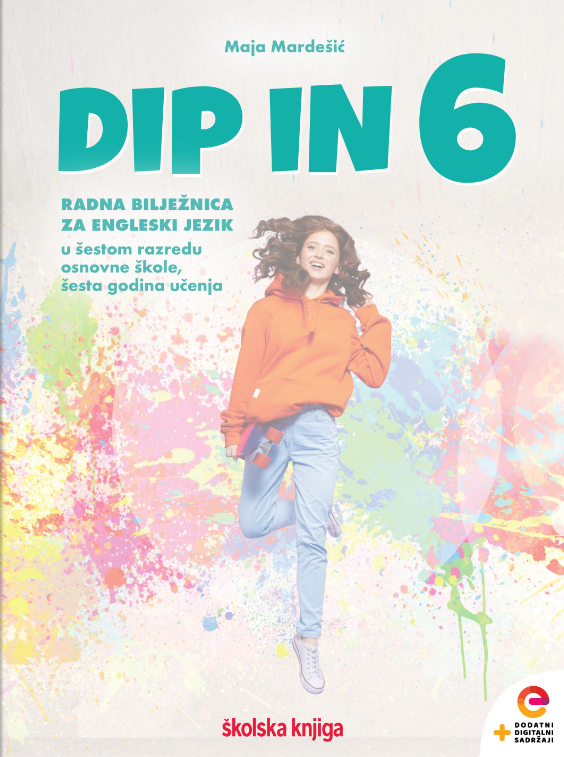 Maja Mardešić
DIP IN 6
RADNA BILJEŽNICA
ZA ENGLESKI JEZIK
u šestom razredu
osnovne škole,
šesta godina učenja
školska knjiga
e
+ DODATNI
DIGITALNI
SADRŽAJI